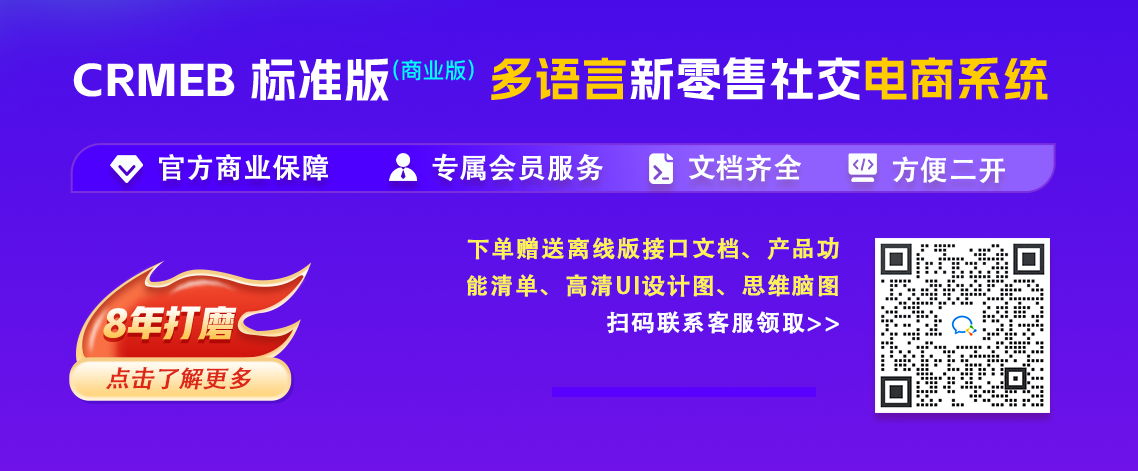 CRMEB 标准版(商业版) 多语言新零售社交电商系统
官方商业保障 专属会员服务 文档齐全 方便二开
下单赠送离线版接口文档、产品功
能清单、高清UI设计图、思维脑图
扫码联系客服领取>>
8年打磨
点击了解更多